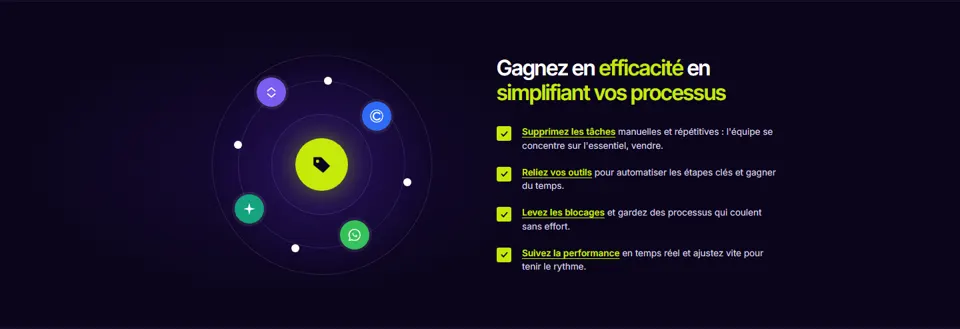 Gagnez en efficacité en
simplifiant vos processus
Supprimez les tâches manuelles et répétitives : l'équipe se
concentre sur l'essentiel, vendre.
Reliez vos outils pour automatiser les étapes clés et gagner
du temps.
Levez les blocages et gardez des processus qui coulent
sans effort.
Suivez la performance en temps réel et ajustez vite pour
tenir le rythme.